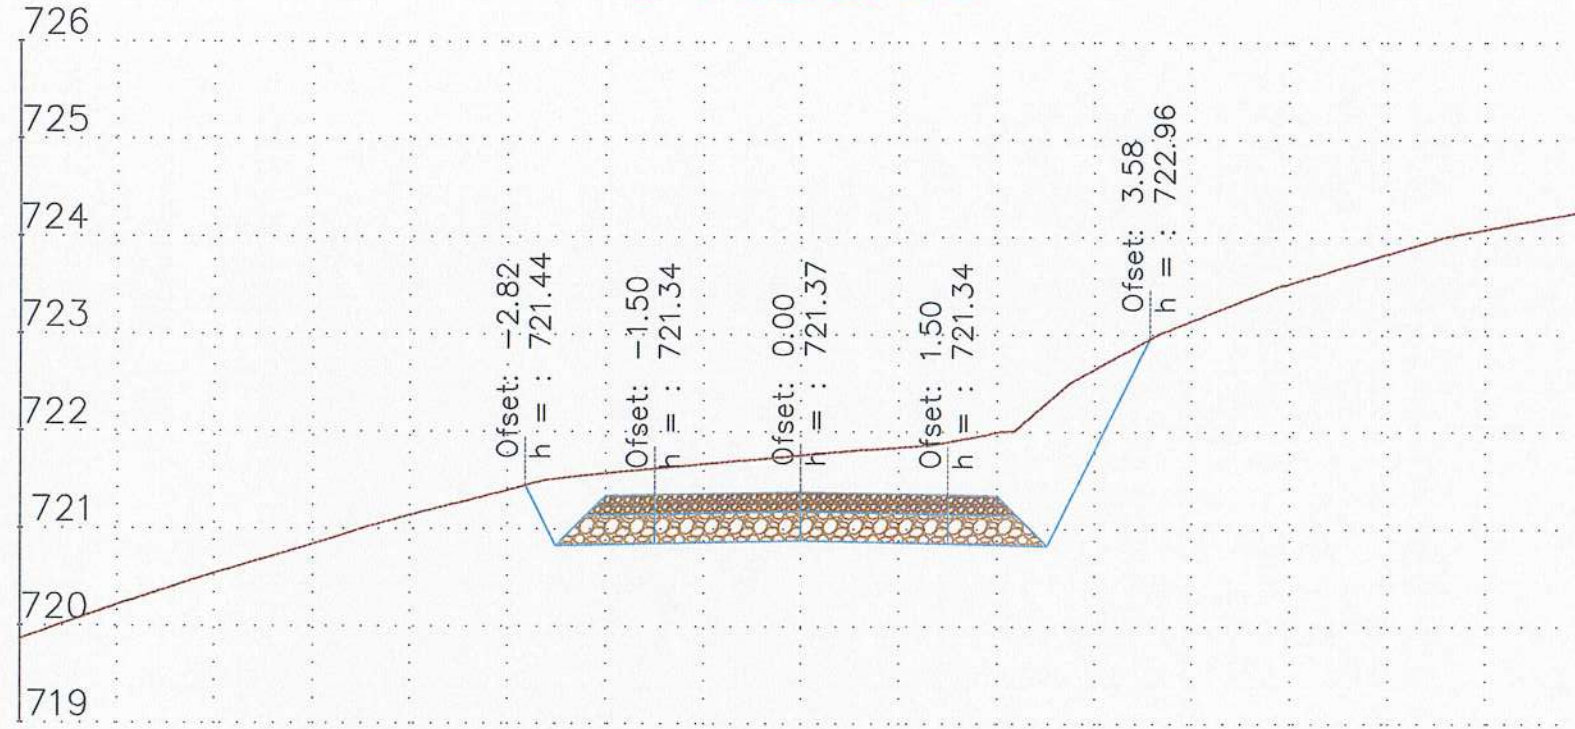 726
725
724
723
722
721
720
719
Ofset: -2.82
h = : 721.44
Ofset: -1.50
h = : 721.34
Ofset: 0.00
h = : 721.37
Ofset: 1.50
h = : 721.34
Ofset: 3.58
h = : 722.96